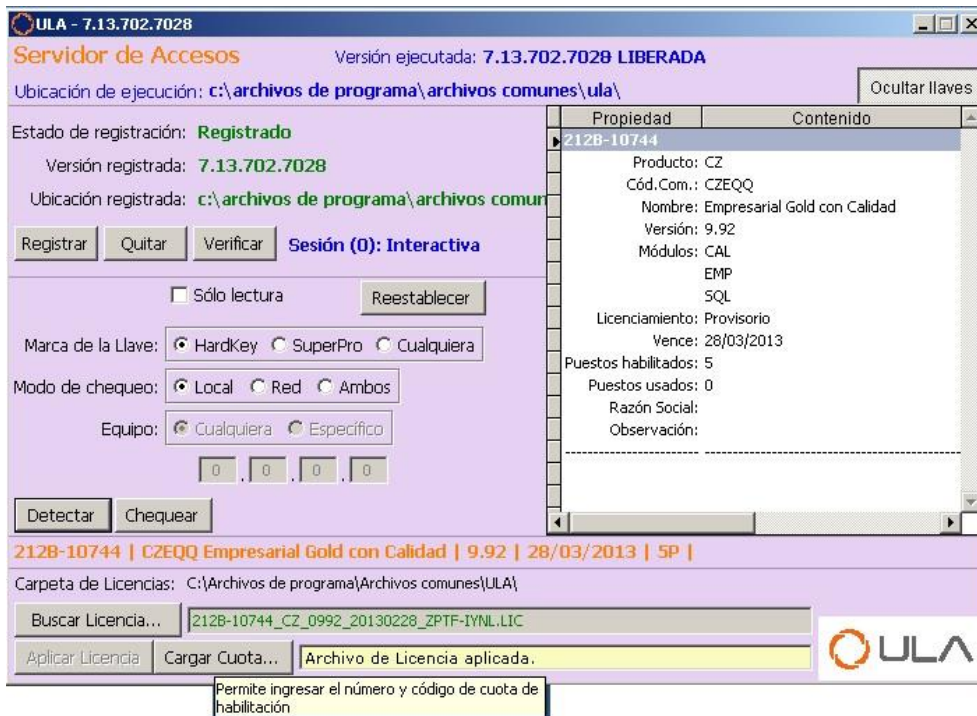 ULA - 7.13.702.7028
Servidor de Accesos
Versión ejecutada: 7.13.702.7028 LIBERADA
Ubicación de ejecución: c:\archivos de programa\archivos comunes\ula\
Ocultar llaves
Estado de registración: Registrado
Versión registrada: 7.13.702.7028
Ubicación registrada: c:\archivos de programa\archivos comun
Registrar Quitar Verificar Sesión (0): Interactiva
Sólo lectura Reestablecer
Marca de la Llave: HardKey SuperPro Cualquiera
Modo de chequeo: Local Red Ambos
Equipo: Cualquiera Específico
0 . 0 . 0 . 0
Detectar Chequear
Propiedad Contenido
212B-10744
Producto: CZ
Cód.Com.: CZEQQ
Nombre: Empresarial Gold con Calidad
Versión: 9.92
Módulos: CAL
EMP
SQL
Licenciamiento: Provisorio
Vence: 28/03/2013
Puestos habilitados: 5
Puestos usados: 0
Razón Social:
Observación:
212B-10744 | CZEQQ Empresarial Gold con Calidad | 9.92 | 28/03/2013 | 5P |
Carpeta de Licencias: C:\Archivos de programa\Archivos comunes\ULA\
Buscar Licencia... 212B-10744_CZ_0992_20130228_ZPTF-IYNL.LIC
Aplicar Licencia Cargar Cuota... Archivo de Licencia aplicada.
ULA
Permite ingresar el número y código de cuota de
habilitación